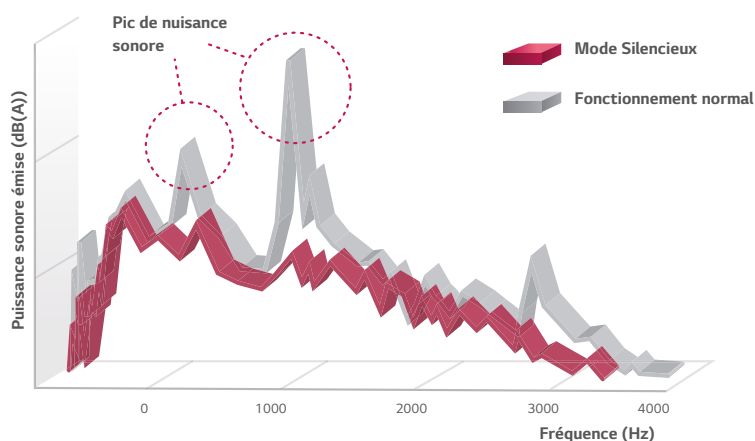 Pic de nuisance
sonore
Mode Silencieux
Fonctionnement normal
Puissance sonore émise (dB(A))
0
1000
2000
3000
4000
Fréquence (Hz)